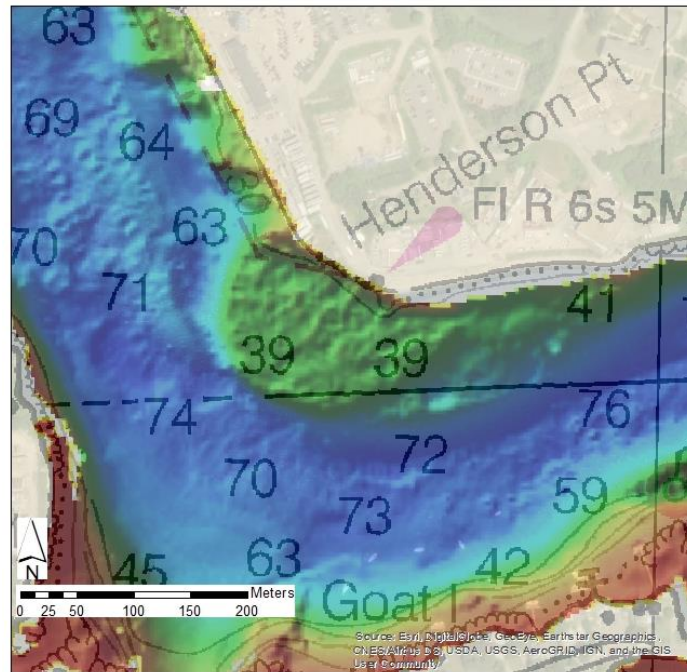 63
69
64
Henderson Pt
Fl R 6s 5M
63
70
71
41
39
39
74
76
72
70
59
73
63
42
45
Goat I
N
Meters
0 25 50 100 150 200
Source: Esri, DigitalGlobe, GeoEye, Earthstar Geographics,
CNES/Airbus DS, USDA, USGS, AeroGRID, IGN, and the GIS
User Community